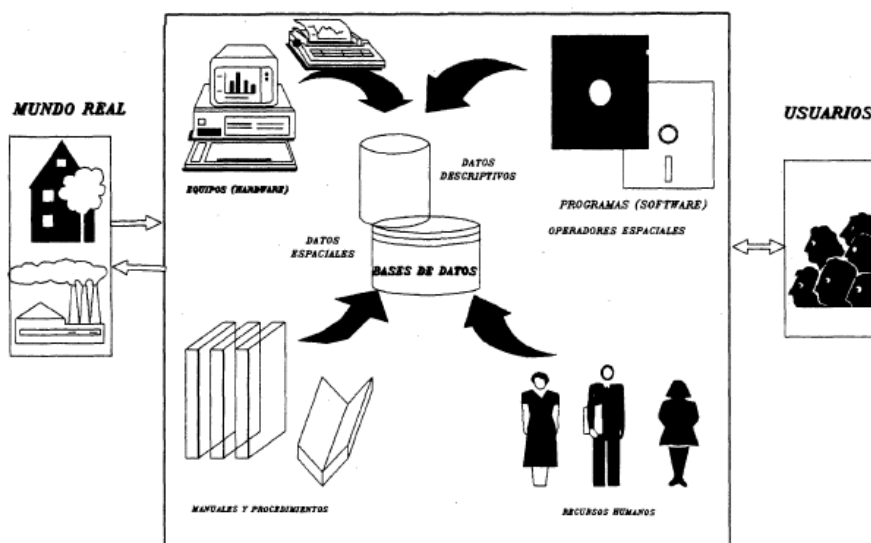 MUNDO REAL
EQUIPOS (HARDWARE)
DATOS
DESCRIPTIVOS
PROGRAMAS (SOFTWARE)
OPERADORES ESPACIALES
USUARIOS
DATOS
ESPACIALES
BASES DE DATOS
MANUALES Y PROCEDIMIENTOS
RECURSOS HUMANOS